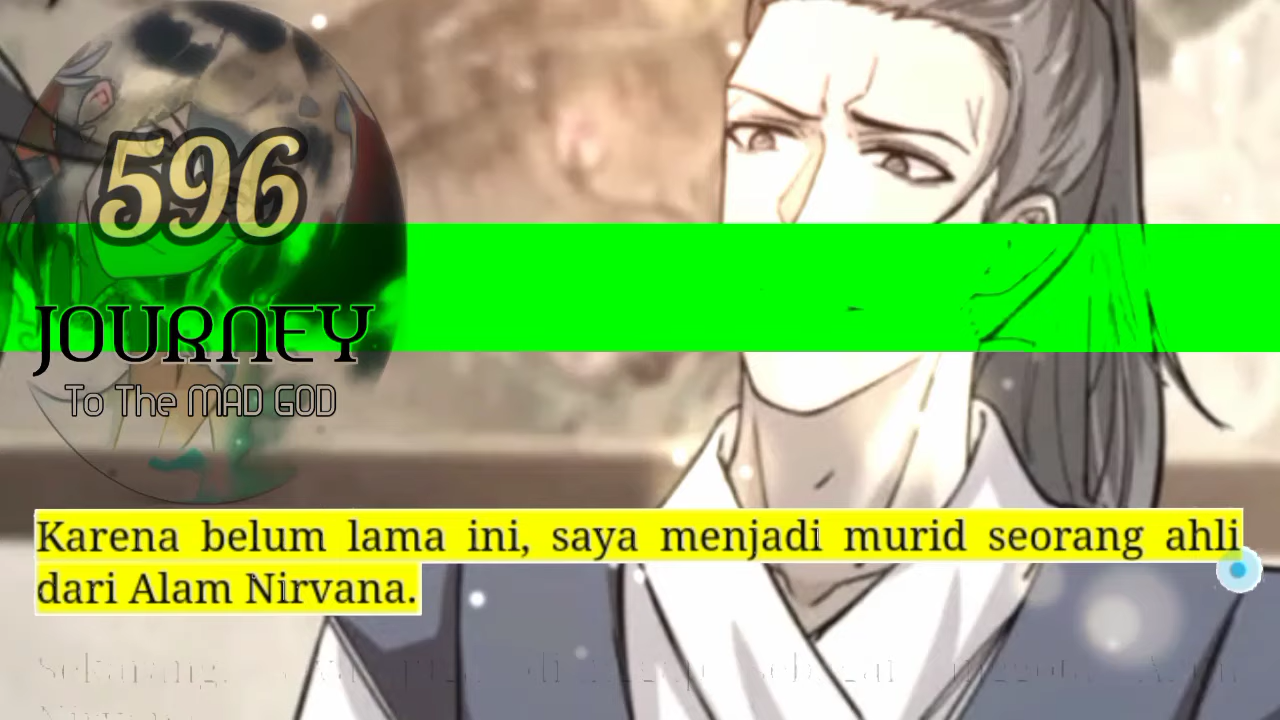 596
JOURNEY
To The MAD GOD
Karena belum lama ini, saya menjadi murid seorang ahli
dari Alam Nirvana.